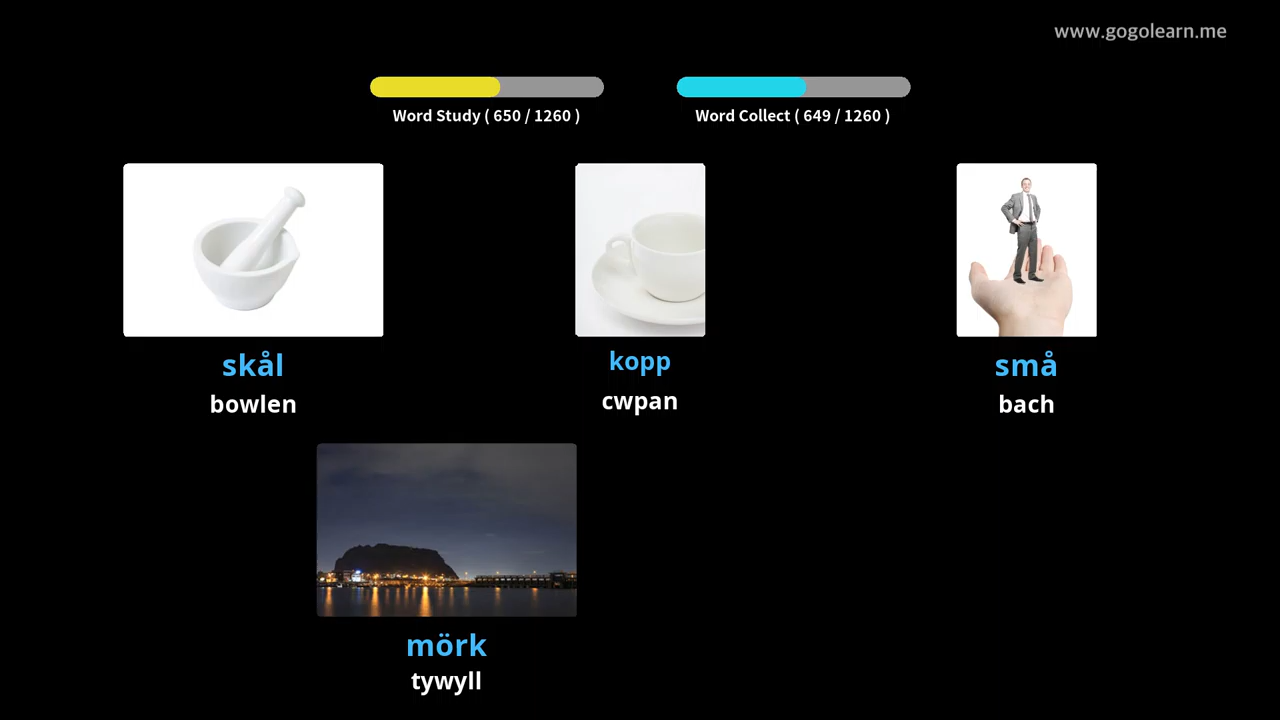 www.gogolearn.me
Word Study ( 650 / 1260 )
Word Collect ( 649 / 1260 )
skål
bowlen
kopp
cwpan
små
bach
mörk
tywyll